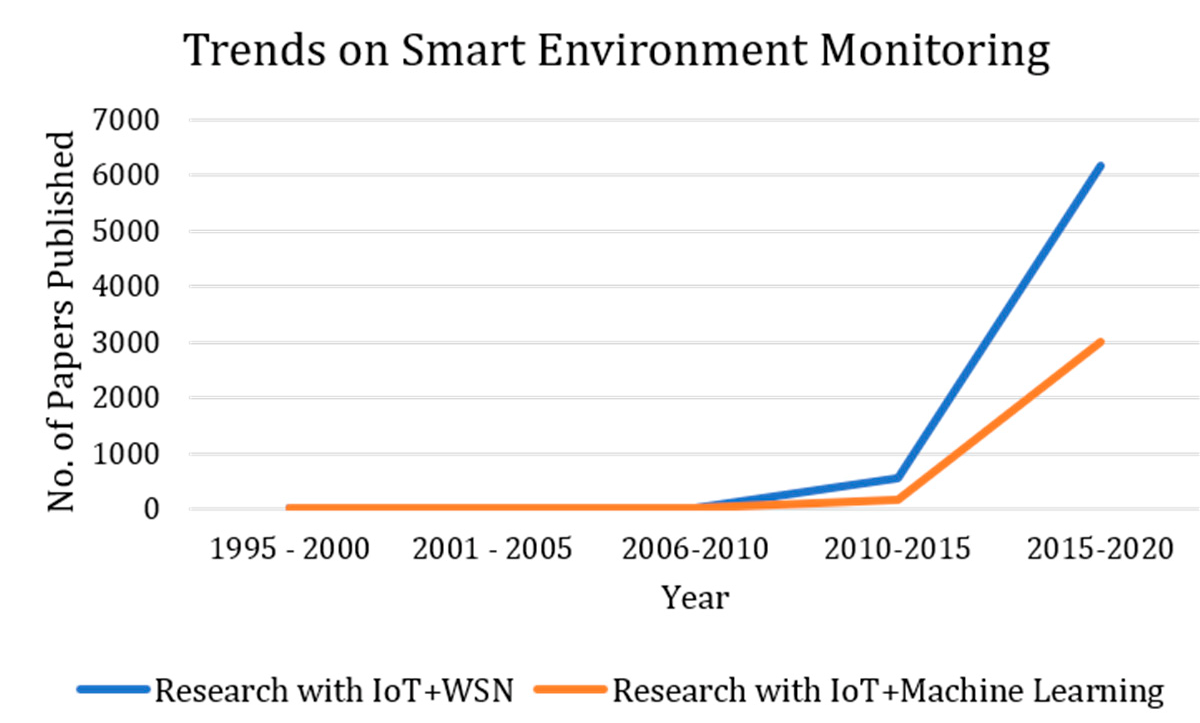 Trends on Smart Environment Monitoring
No. of Papers Published
7000
6000
5000
4000
3000
2000
1000
0
1995 - 2000 2001 - 2005 2006-2010 2010-2015 2015-2020
Year
Research with IoT+WSN Research with IoT+Machine Learning